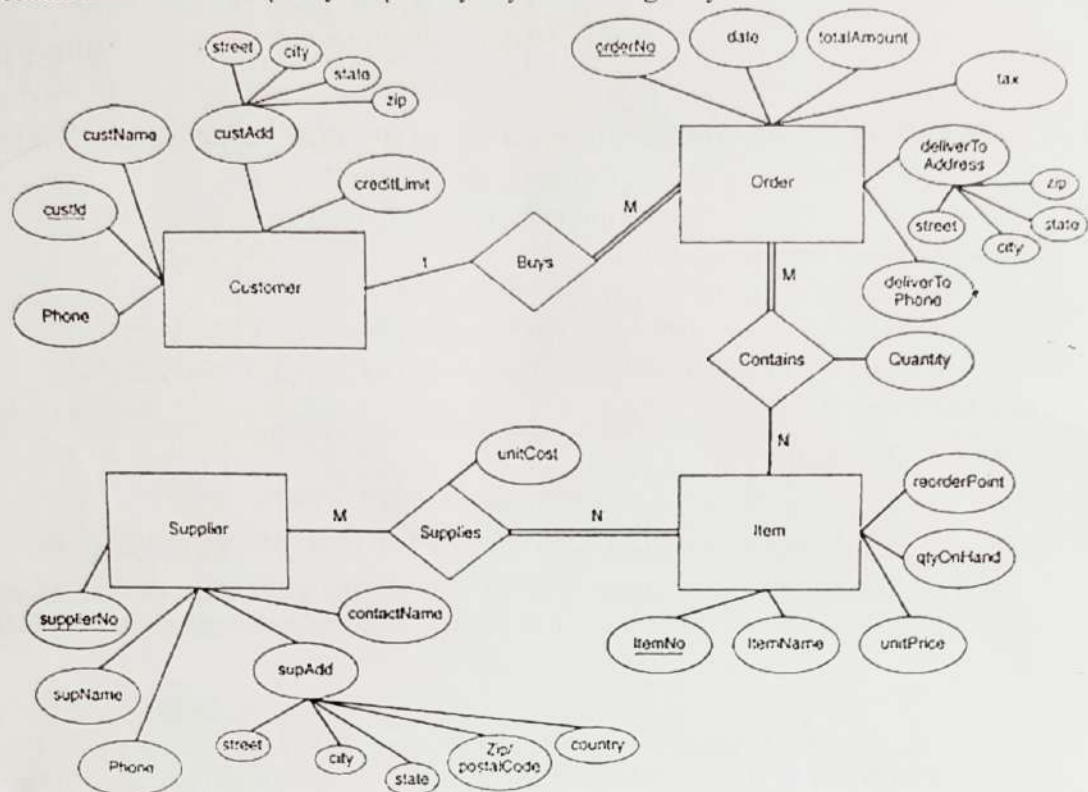 street
city
state
zip
custName
custAdd
creditLimit
custId
Phone
Customer
1
Buys
M
orderNo
date
totalAmount
tax
Order
deliverTo
Address
zip
state
city
street
deliverTo
Phone
M
Contains
Quantity
N
unitCost
Supplier
M
Supplies
N
Item
reorderPoint
qtyOnHand
unitPrice
ItemName
ItemNo
supplierNo
contactName
supName
supAdd
Phone
street
city
state
Zip/
postalCode
country